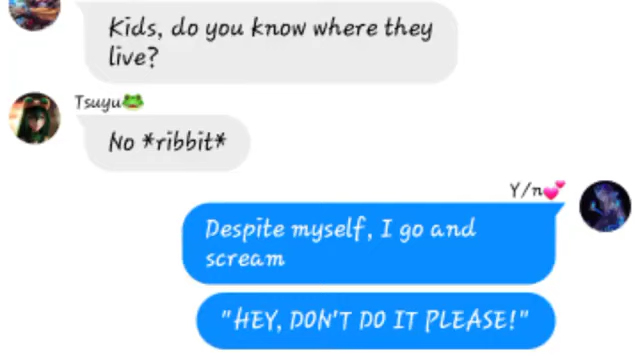 Kids, do you know where they
live?
Tsuyu🐸
No *ribbit*
Y/n💕
Despite myself, I go and
scream
"HEY, DON'T DO IT PLEASE!"